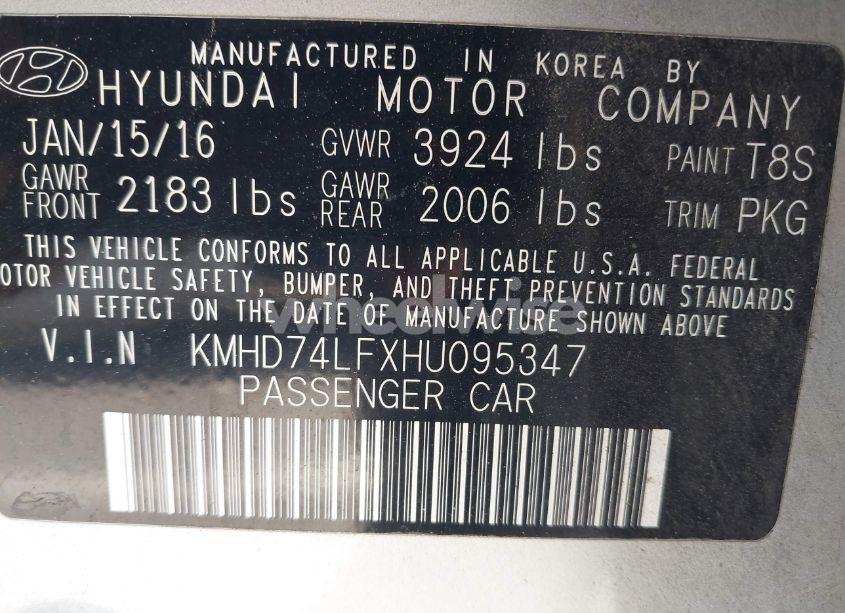 MANUFACTURED IN KOREA BY
HYUNDAI MOTOR COMPANY
JAN/15/16 GVWR 3924 lbs PAINT T8S
GAWR FRONT 2183 lbs GAWR REAR 2006 lbs TRIM PKG
THIS VEHICLE CONFORMS TO ALL APPLICABLE U.S.A. FEDERAL
OTOR VEHICLE SAFETY, BUMPER, AND THEFT PREVENTION STANDARDS
IN EFFECT ON THE DATE OF MANUFACTURE SHOWN ABOVE
wheelwise
V.I.N KMHD74LFXHU095347
PASSENGER CAR